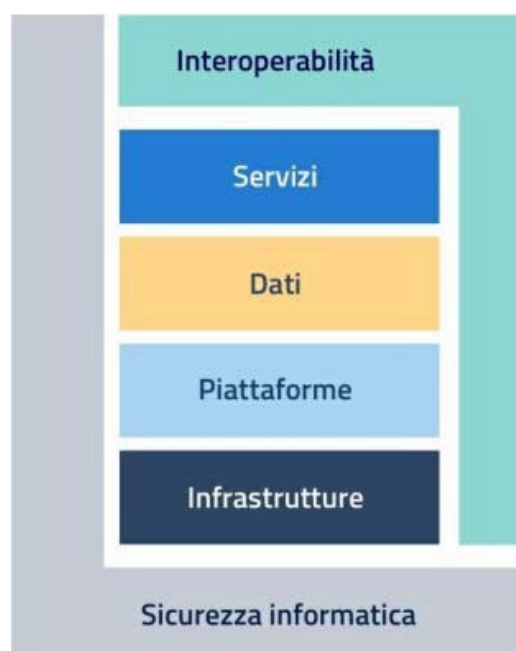 Interoperabilità
Servizi
Dati
Piattaforme
Infrastrutture
Sicurezza informatica